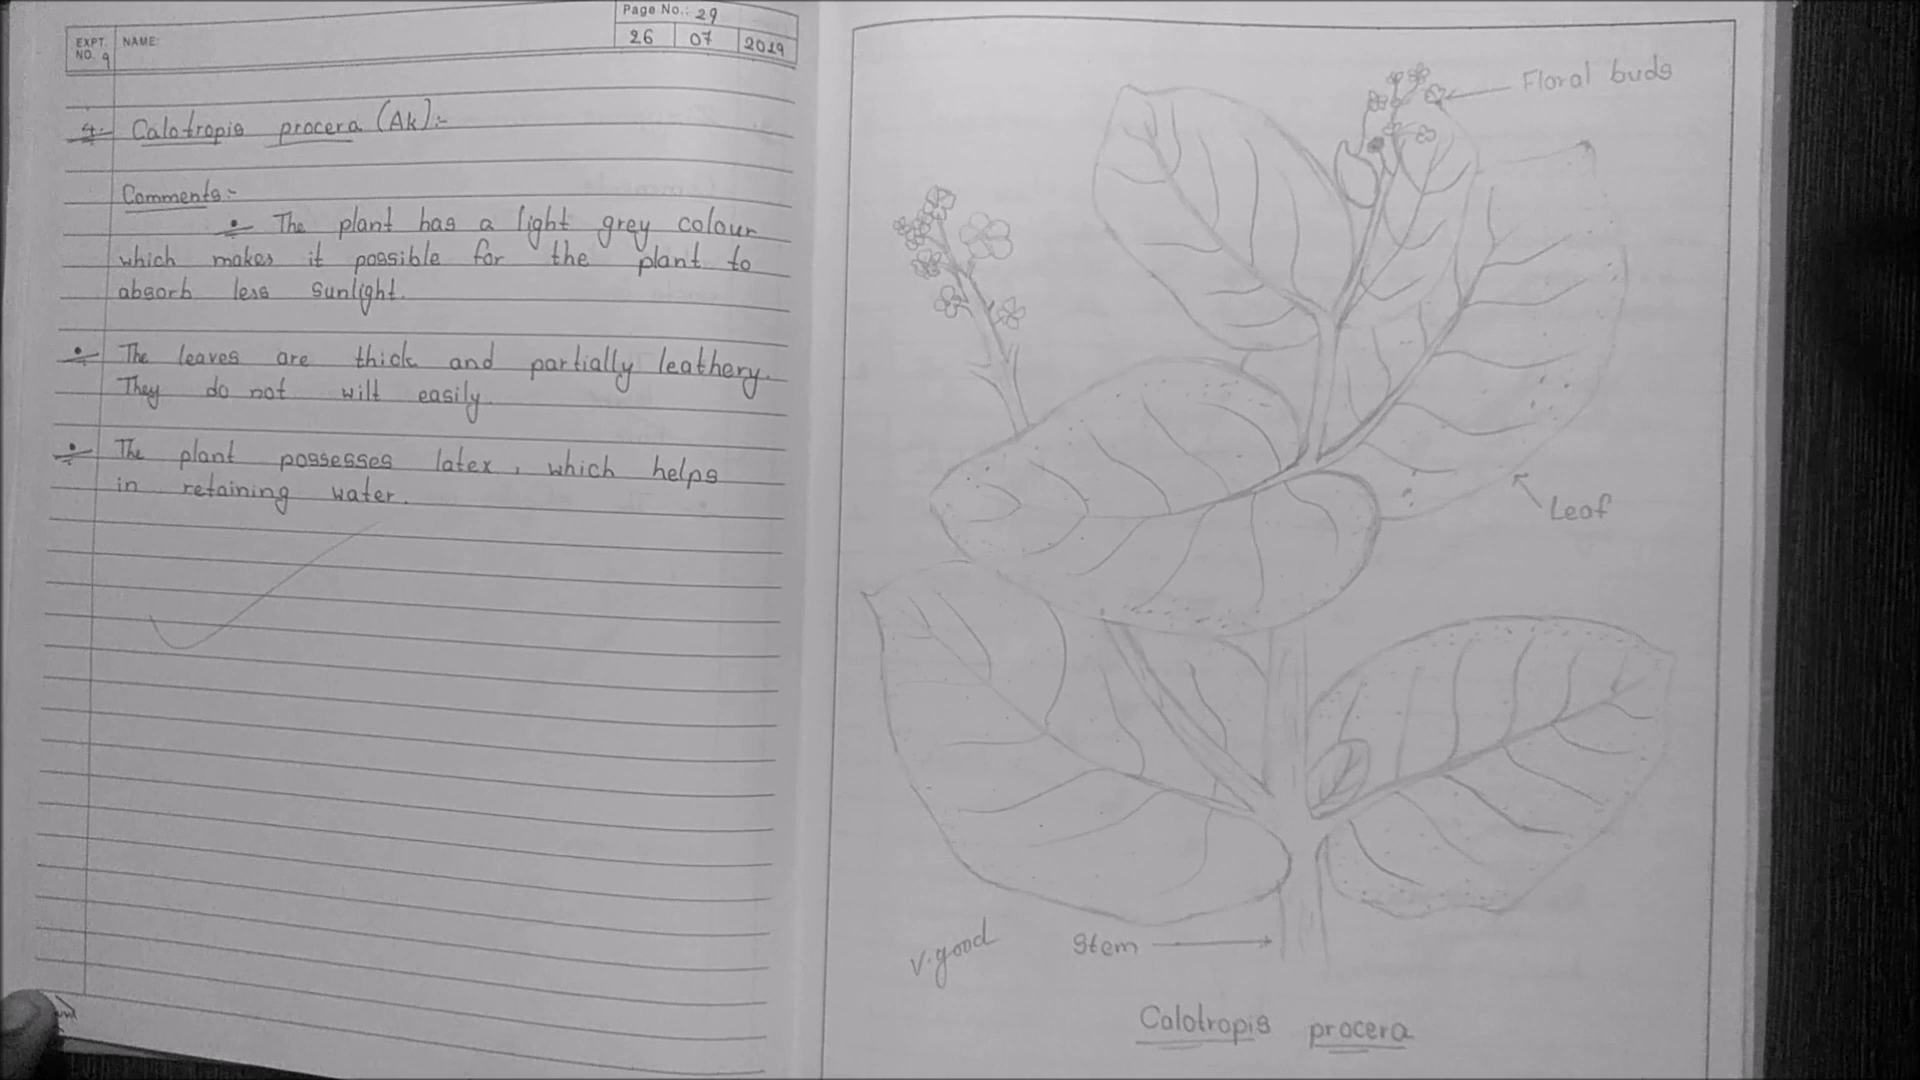 Page No.: 29
EXPT. NO. 9 NAME: 26 07 2019
4. Calotropis procera (Ak):-
Comments:-
The plant has a light grey colour
which makes it possible for the plant to
absorb less sunlight.
The leaves are thick and partially leathery.
They do not wilt easily.
The plant possesses latex, which helps
in retaining water.
Floral buds
Leaf
Stem
V. good
Calotropis procera